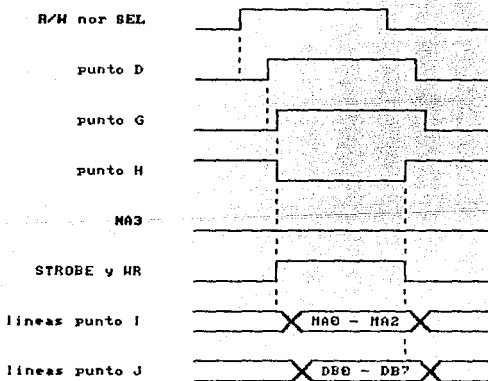 R/W nor SEL
punto D
punto G
punto H
MA3
STROBE y WR
lineas punto I
MA0 - MA2
lineas punto J
DB0 - DB7